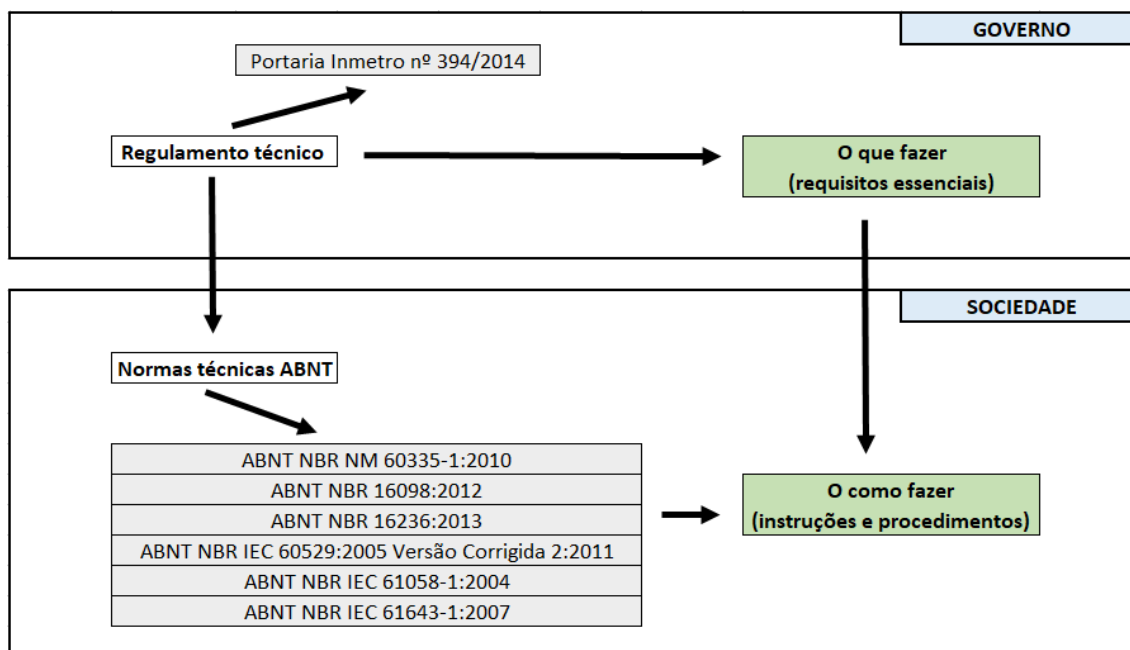 GOVERNO
Portaria Inmetro nº 394/2014
Regulamento técnico
O que fazer
(requisitos essenciais)
SOCIEDADE
Normas técnicas ABNT
ABNT NBR NM 60335-1:2010
ABNT NBR 16098:2012
ABNT NBR 16236:2013
ABNT NBR IEC 60529:2005 Versão Corrigida 2:2011
ABNT NBR IEC 61058-1:2004
ABNT NBR IEC 61643-1:2007
O como fazer
(instruções e procedimentos)